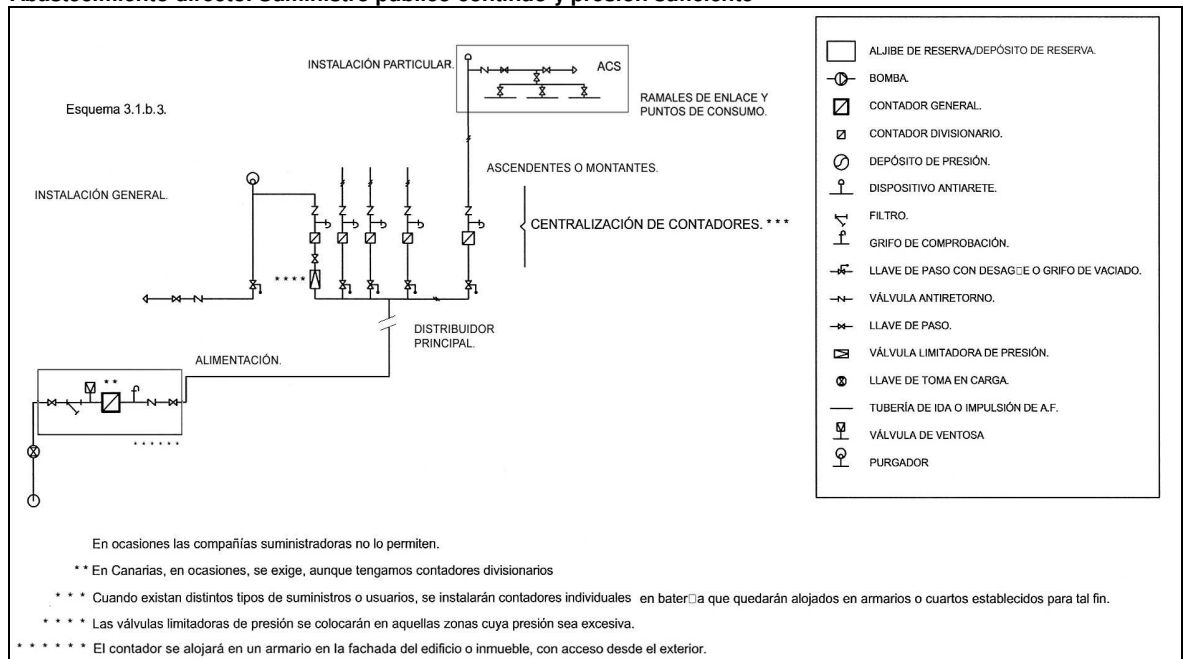 Abastecimiento directo. Suministro público continuo y presión suficiente
INSTALACIÓN PARTICULAR.
ACS
RAMALES DE ENLACE Y
PUNTOS DE CONSUMO.
Esquema 3.1.b.3.
ASCENDENTES O MONTANTES.
INSTALACIÓN GENERAL.
CENTRALIZACIÓN DE CONTADORES. * * *
* * * *
DISTRIBUIDOR
PRINCIPAL.
ALIMENTACIÓN.
* *
* * * * * *
ALJIBE DE RESERVA/DEPÓSITO DE RESERVA.
BOMBA.
CONTADOR GENERAL.
CONTADOR DIVISIONARIO.
DEPÓSITO DE PRESIÓN.
DISPOSITIVO ANTIARETE.
FILTRO.
GRIFO DE COMPROBACIÓN.
LLAVE DE PASO CON DESAG□E O GRIFO DE VACIADO.
VÁLVULA ANTIRETORNO.
LLAVE DE PASO.
VÁLVULA LIMITADORA DE PRESIÓN.
LLAVE DE TOMA EN CARGA.
TUBERÍA DE IDA O IMPULSIÓN DE A.F.
VÁLVULA DE VENTOSA
PURGADOR
En ocasiones las compañías suministradoras no lo permiten.
* * En Canarias, en ocasiones, se exige, aunque tengamos contadores divisionarios
* * * Cuando existan distintos tipos de suministros o usuarios, se instalarán contadores individuales en bater□a que quedarán alojados en armarios o cuartos establecidos para tal fin.
* * * * Las válvulas limitadoras de presión se colocarán en aquellas zonas cuya presión sea excesiva.
* * * * * * El contador se alojará en un armario en la fachada del edificio o inmueble, con acceso desde el exterior.